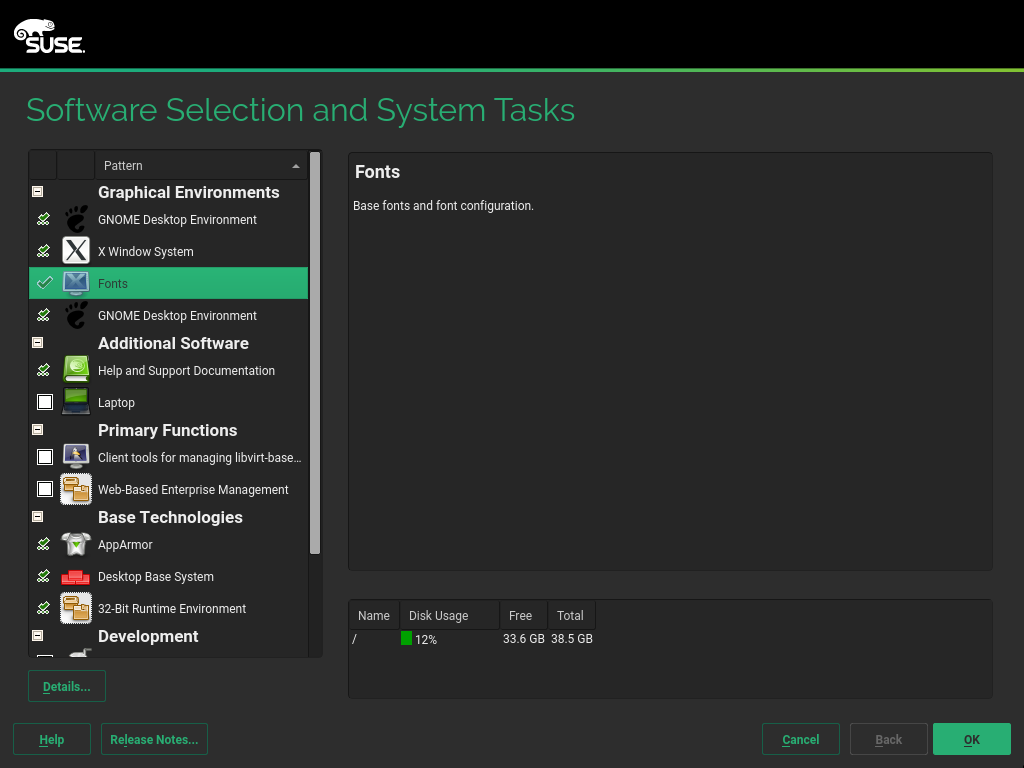 SUSE.
Software Selection and System Tasks
Pattern
Graphical Environments
GNOME Desktop Environment
X Window System
Fonts
GNOME Desktop Environment
Additional Software
Help and Support Documentation
Laptop
Primary Functions
Client tools for managing libvirt-base…
Web-Based Enterprise Management
Base Technologies
AppArmor
Desktop Base System
32-Bit Runtime Environment
Development
Fonts
Base fonts and font configuration.
Name Disk Usage Free Total
/ 12% 33.6 GB 38.5 GB
Details...
Help Release Notes... Cancel Back OK